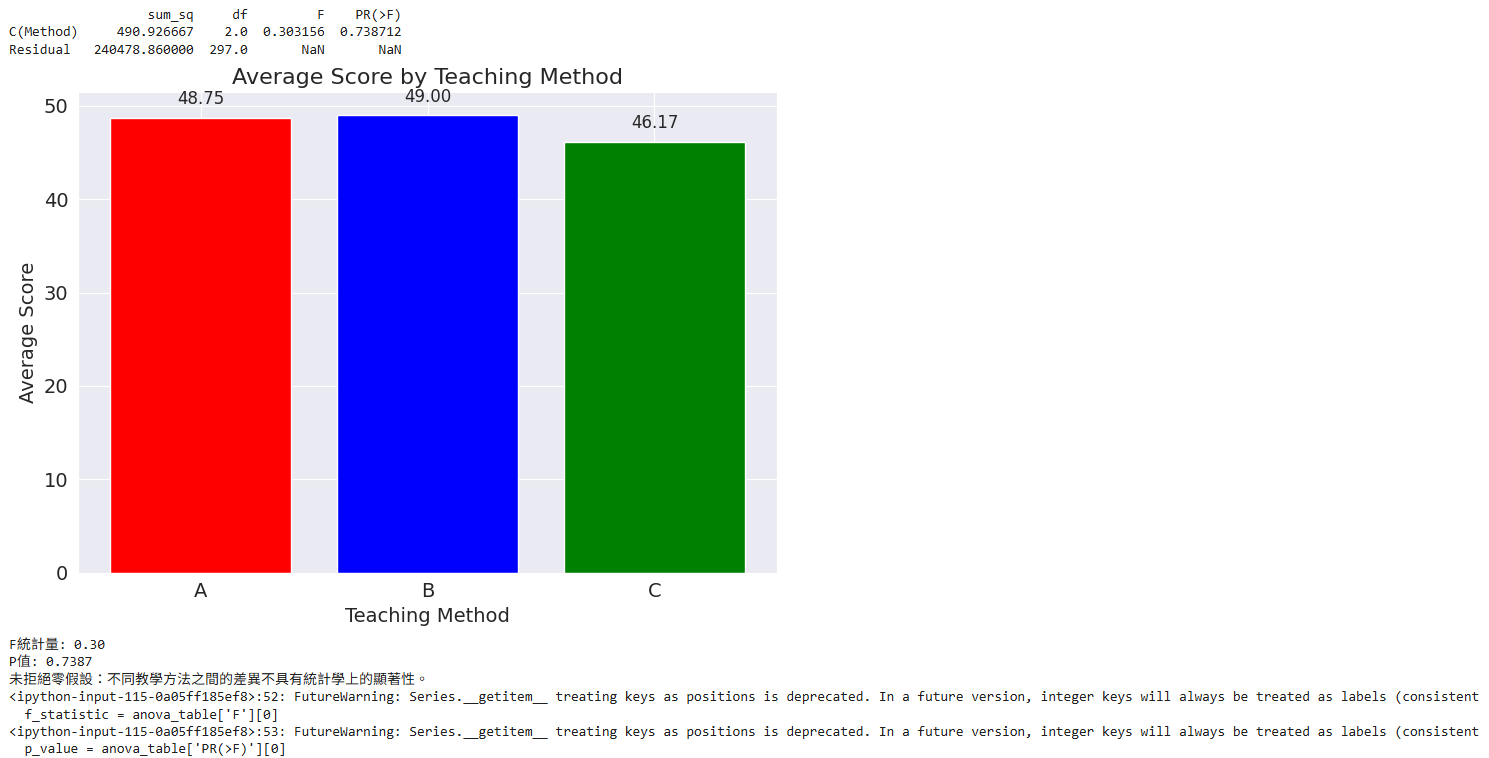 sum_sq df F PR(>F)
C(Method) 490.926667 2.0 0.303156 0.738712
Residual 240478.860000 297.0 NaN NaN
Average Score by Teaching Method
48.75
49.00
46.17
50
40
30
20
10
0
Average Score
A B C
Teaching Method
F統計量: 0.30
P值: 0.7387
未拒絕零假設：不同教學方法之間的差異不具有統計學上的顯著性。
<ipython-input-115-0a05ff185ef8>:52: FutureWarning: Series.__getitem__ treating keys as positions is deprecated. In a future version, integer keys will always be treated as labels (consistent
f_statistic = anova_table['F'][0]
<ipython-input-115-0a05ff185ef8>:53: FutureWarning: Series.__getitem__ treating keys as positions is deprecated. In a future version, integer keys will always be treated as labels (consistent
p_value = anova_table['PR(>F)'][0]